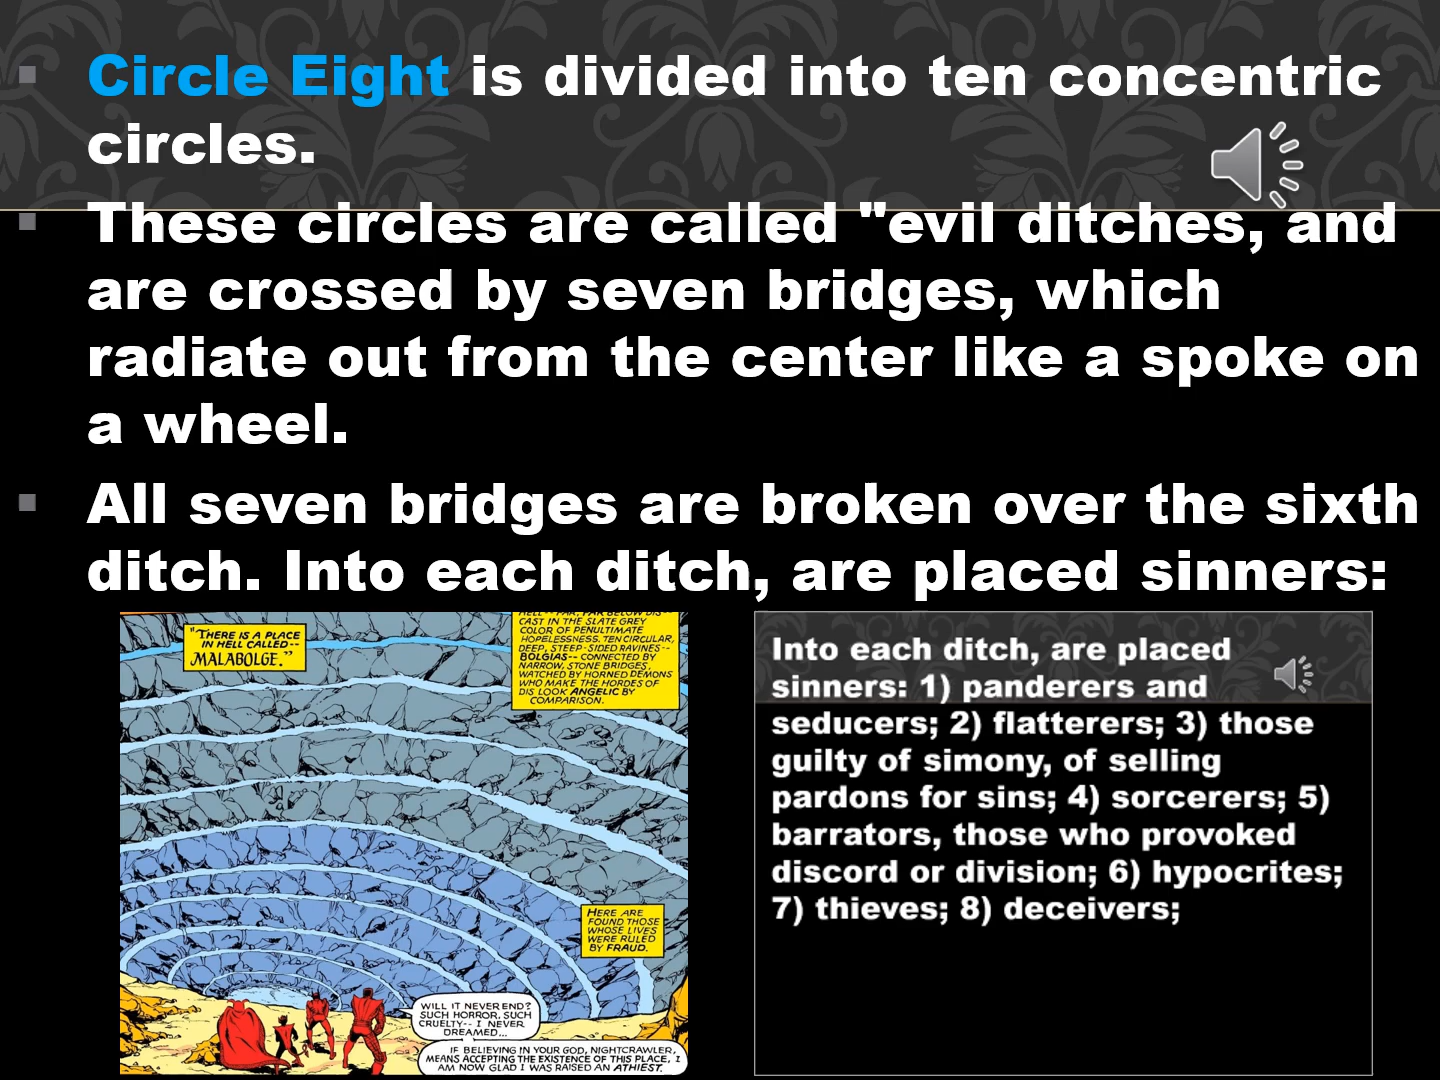 Circle Eight is divided into ten concentric
circles.
These circles are called "evil ditches, and
are crossed by seven bridges, which
radiate out from the center like a spoke on
a wheel.
All seven bridges are broken over the sixth
ditch. Into each ditch, are placed sinners:
"THERE IS A PLACE
IN HELL CALLED--
MALABOLGE."
HELL--FAR, FAR BELOW DIS--
CAST IN THE SLATE GREY
COLOR OF PENULTIMATE
HOPELESSNESS. TEN CIRCULAR,
DEEP, STEEP-SIDED RAVINES--
BOLGIAS-- CONNECTED BY
NARROW, STONE BRIDGES,
WATCHED BY HORNED DEMONS
WHO MAKE THE HORDES OF
DIS LOOK ANGELIC BY
COMPARISON.
HERE ARE
FOUND THOSE
WHOSE LIVES
WERE RULED
BY FRAUD.
WILL IT NEVER END?
SUCH HORROR, SUCH
CRUELTY-- I NEVER
DREAMED...
IF BELIEVING IN YOUR GOD, NIGHTCRAWLER,
MEANS ACCEPTING THE EXISTENCE OF THIS PLACE, I
AM NOW GLAD I WAS RAISED AN ATHEIST.
Into each ditch, are placed
sinners: 1) panderers and
seducers; 2) flatterers; 3) those
guilty of simony, of selling
pardons for sins; 4) sorcerers; 5)
barrators, those who provoked
discord or division; 6) hypocrites;
7) thieves; 8) deceivers;